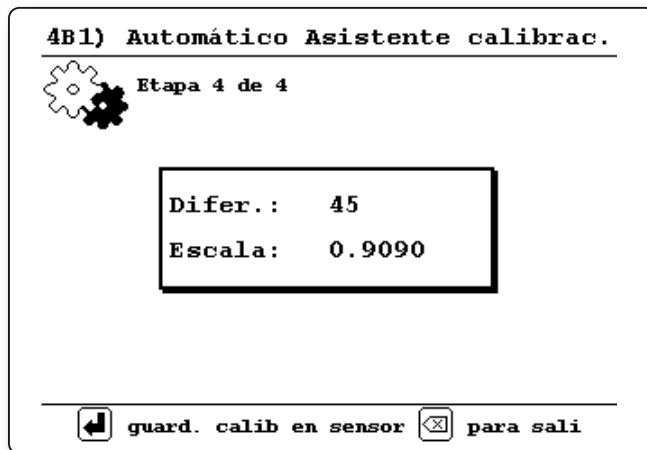 4B1) Automático Asistente calibrac.
Etapa 4 de 4
Difer.: 45
Escala: 0.9090
guard. calib en sensor para sali